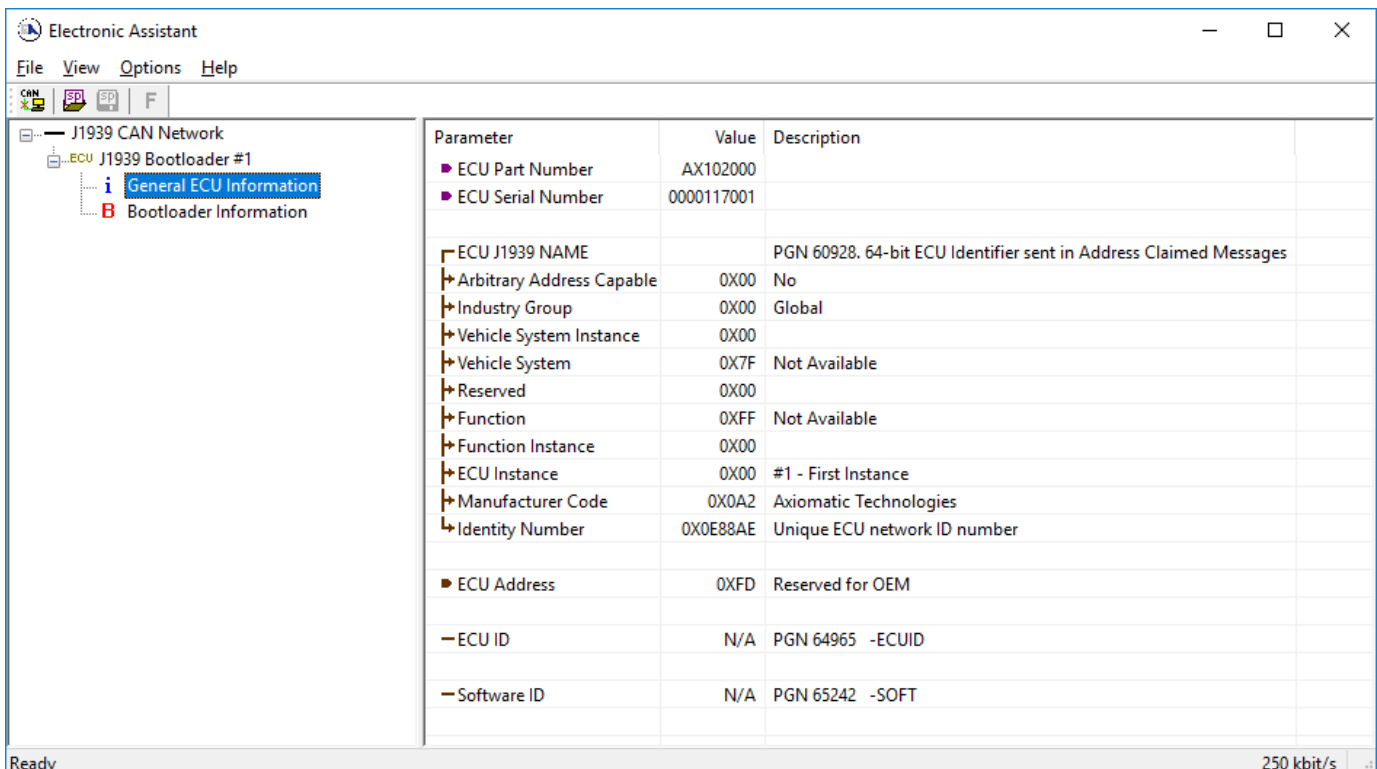 Electronic Assistant
File View Options Help
CAN SP SP F
J1939 CAN Network
ECU J1939 Bootloader #1
i General ECU Information
B Bootloader Information
Parameter Value Description
ECU Part Number AX102000
ECU Serial Number 0000117001
ECU J1939 NAME PGN 60928. 64-bit ECU Identifier sent in Address Claimed Messages
Arbitrary Address Capable 0X00 No
Industry Group 0X00 Global
Vehicle System Instance 0X00
Vehicle System 0X7F Not Available
Reserved 0X00
Function 0XFF Not Available
Function Instance 0X00
ECU Instance 0X00 #1 - First Instance
Manufacturer Code 0X0A2 Axiomatic Technologies
Identity Number 0X0E88AE Unique ECU network ID number
ECU Address 0XFD Reserved for OEM
ECU ID N/A PGN 64965 -ECUID
Software ID N/A PGN 65242 -SOFT
Ready 250 kbit/s